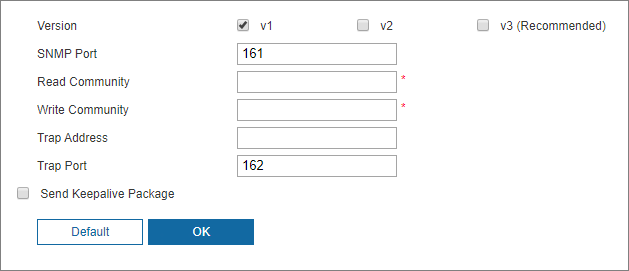 Version v1 v2 v3 (Recommended)
SNMP Port 161
Read Community *
Write Community *
Trap Address
Trap Port 162
Send Keepalive Package
Default OK